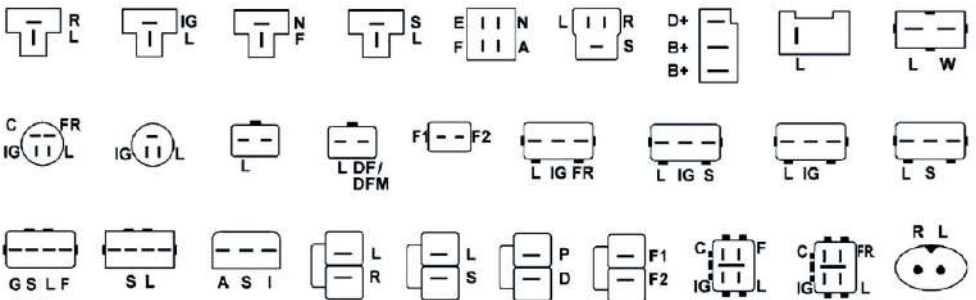 R
L
IG
L
N
F
S
L
E N
F A
L R
S
D+
B+
B+
L
L W
C FR
IG L
IG L
L
L DF/
DFM
F1 F2
L IG FR
L IG S
L IG
L S
G S L F
S L
A S I
L
R
L
S
P
D
F1
F2
C F
IG L
C FR
IG L
R L